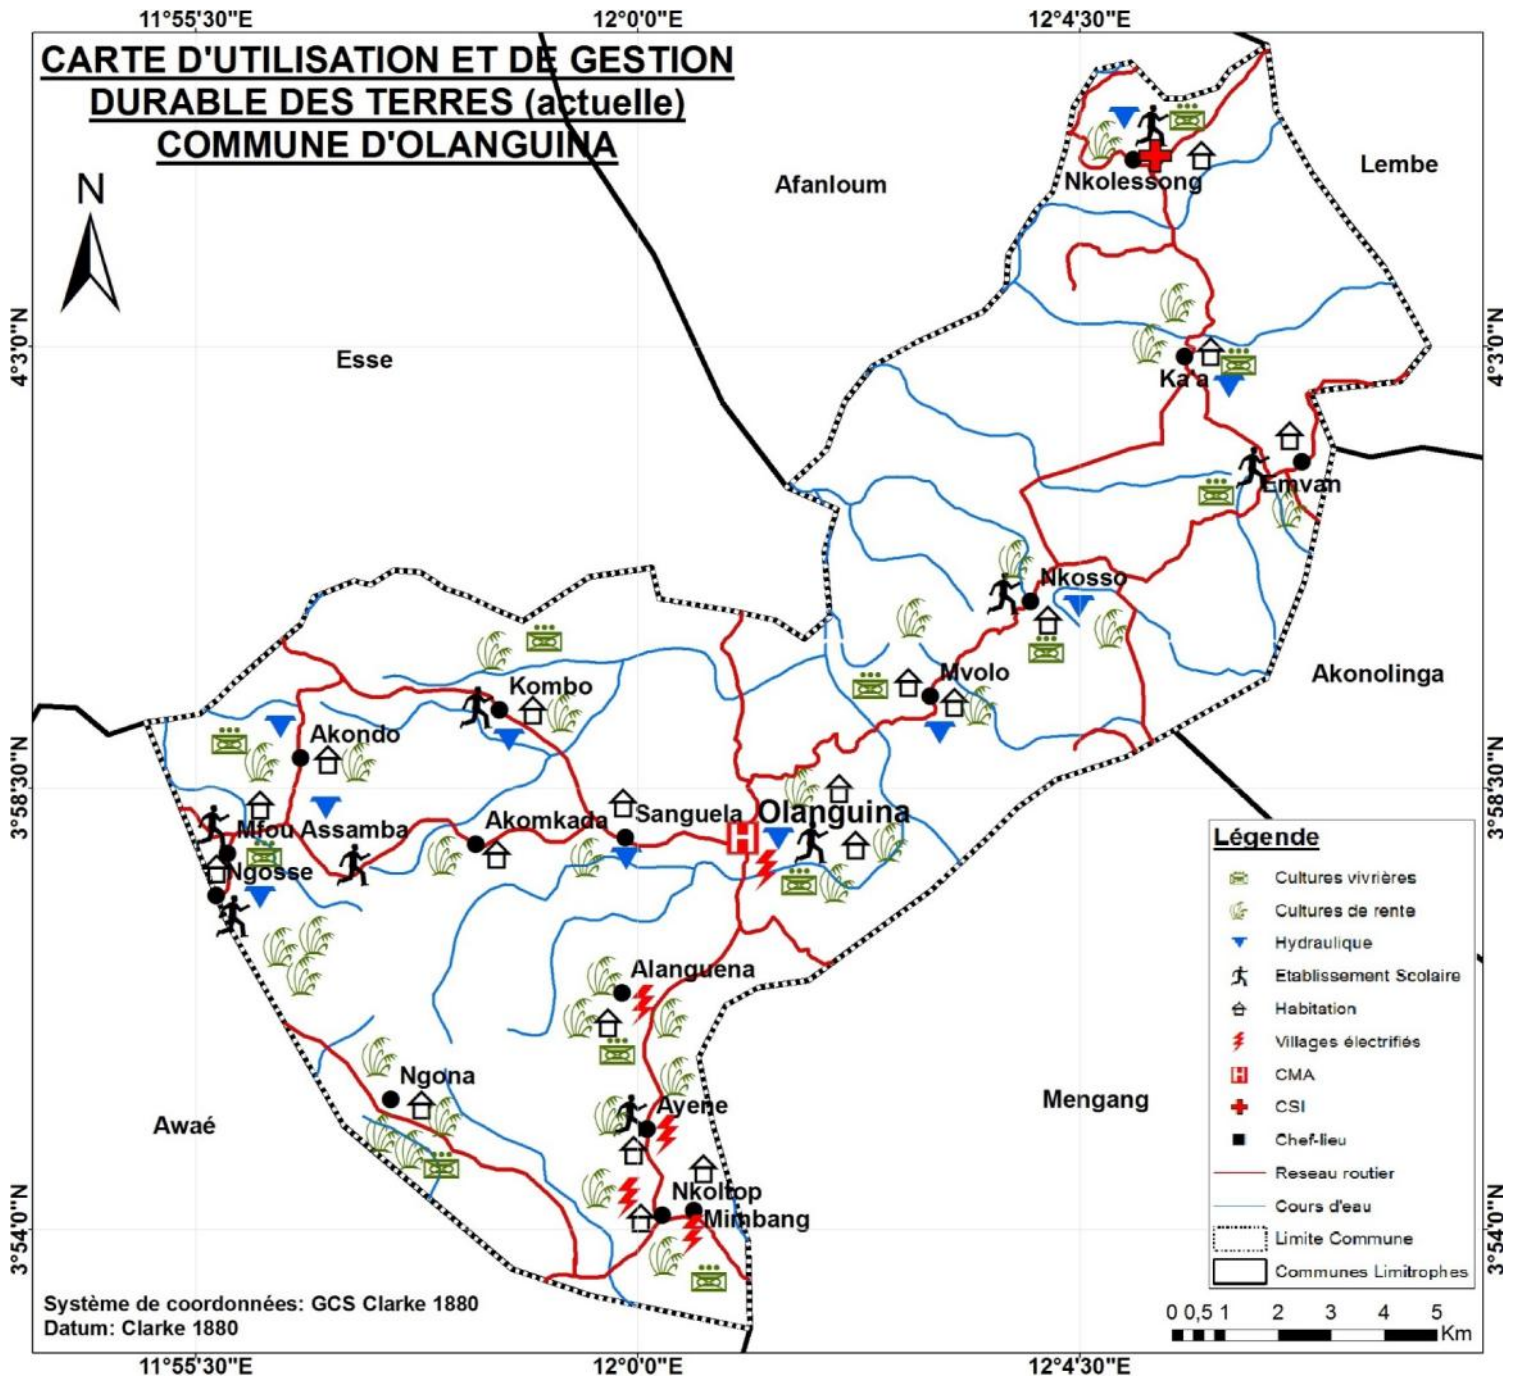 11°55'30"E 12°0'0"E 12°4'30"E
CARTE D'UTILISATION ET DE GESTION
DURABLE DES TERRES (actuelle)
COMMUNE D'OLANGUINA
N
Afanloum
Lembe
Nkolessong
4°3'0"N
4°3'0"N
Esse
Ka'a
Emvan
Nkosso
Akonolinga
Mvolo
Kombo
Akondo
3°58'30"N
3°58'30"N
Olanguina
Sanguela
Akomkada
Mfou Assamba
Ngosse
Alanguena
Ngona
Ayene
Awaé
Mengang
Nkoltop
Mimbang
3°54'0"N
3°54'0"N
Légende
Cultures vivrières
Cultures de rente
Hydraulique
Etablissement Scolaire
Habitation
Villages électrifiés
H CMA
CSI
Chef-lieu
Reseau routier
Cours d'eau
Limite Commune
Communes Limitrophes
H
Système de coordonnées: GCS Clarke 1880
Datum: Clarke 1880
0 0,5 1 2 3 4 5
Km
11°55'30"E 12°0'0"E 12°4'30"E